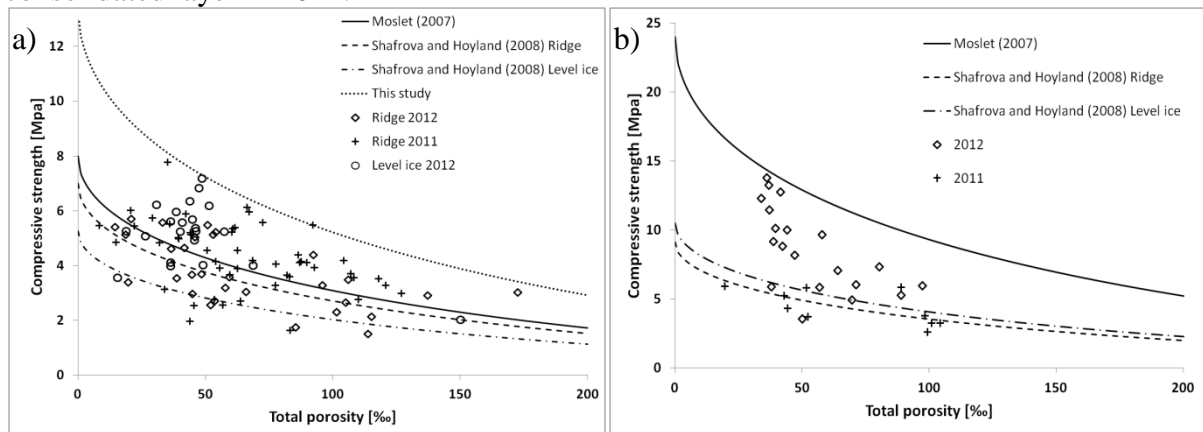 a)
Compressive strength [Mpa]
12
10
8
6
4
2
0
Moslet (2007)
Shafrova and Hoyland (2008) Ridge
Shafrova and Hoyland (2008) Level ice
This study
Ridge 2012
Ridge 2011
Level ice 2012
0 50 100 150 200
Total porosity [‰]
b)
Compressive strength [MPa]
25
20
15
10
5
0
Moslet (2007)
Shafrova and Hoyland (2008) Ridge
Shafrova and Hoyland (2008) Level ice
2012
2011
0 50 100 150 200
Total porosity [‰]